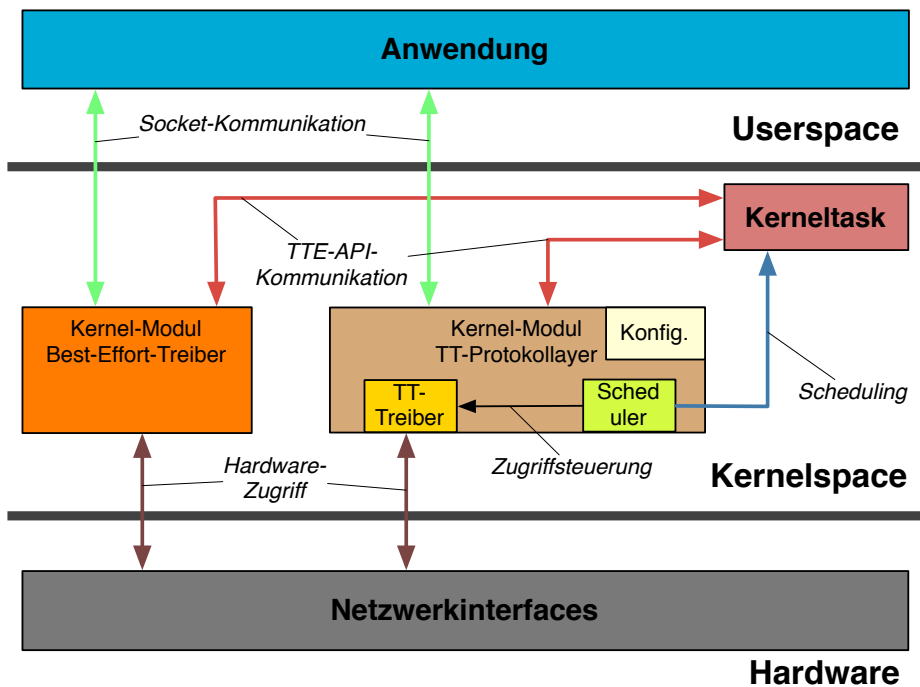 Anwendung
Socket-Kommunikation
Userspace
Kerneltask
TTE-API-
Kommunikation
Kernel-Modul
Best-Effort-Treiber
Kernel-Modul
TT-Protokollayer
Konfig.
TT-
Treiber
Sched
uler
Scheduling
Hardware-
Zugriff
Zugriffsteuerung
Kernelspace
Netzwerkinterfaces
Hardware